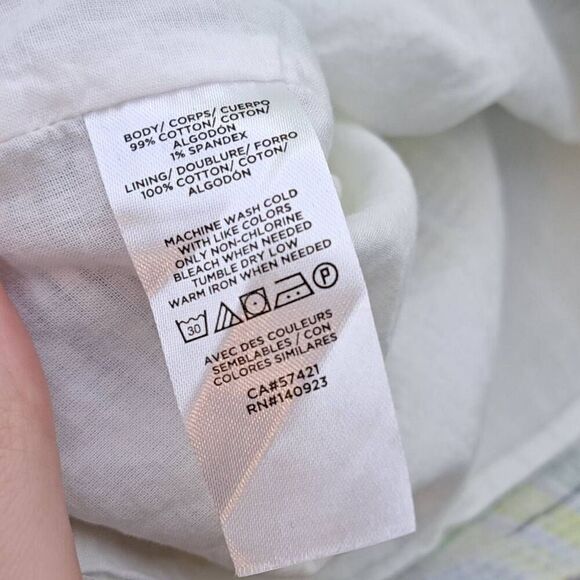 BODY/ CORPS/ CUERPO
99% COTTON/ COTON/
ALGODÓN
1% SPANDEX
LINING/ DOUBLURE/ FORRO
100% COTTON/ COTON/
ALGODÓN
MACHINE WASH COLD
WITH LIKE COLORS
ONLY NON-CHLORINE
BLEACH WHEN NEEDED
TUMBLE DRY LOW
WARM IRON WHEN NEEDED
30 P
AVEC DES COULEURS
SEMBLABLES / CON
COLORES SIMILARES
CA#57421
RN#140923